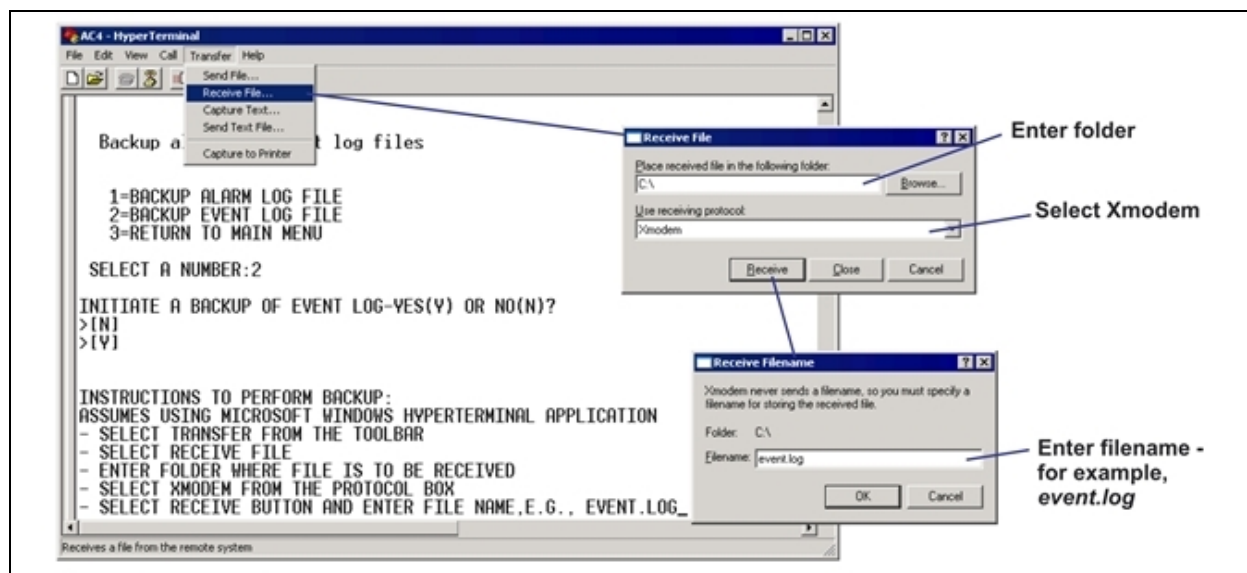 AC4 - HyperTerminal
File Edit View Call Transfer Help
Send File...
Receive File...
Capture Text...
Send Text File...
Capture to Printer
Backup a t log files
1=BACKUP ALARM LOG FILE
2=BACKUP EVENT LOG FILE
3=RETURN TO MAIN MENU
SELECT A NUMBER:2
INITIATE A BACKUP OF EVENT LOG-YES(Y) OR NO(N)?
>[N]
>[Y]
INSTRUCTIONS TO PERFORM BACKUP:
ASSUMES USING MICROSOFT WINDOWS HYPERTERMINAL APPLICATION
- SELECT TRANSFER FROM THE TOOLBAR
- SELECT RECEIVE FILE
- ENTER FOLDER WHERE FILE IS TO BE RECEIVED
- SELECT XMODEM FROM THE PROTOCOL BOX
- SELECT RECEIVE BUTTON AND ENTER FILE NAME,E.G., EVENT.LOG_
Receives a file from the remote system
Receive File
Place received file in the following folder:
C:\
Browse...
Use receiving protocol:
Xmodem
Receive Close Cancel
Enter folder
Select Xmodem
Receive Filename
Xmodem never sends a filename, so you must specify a
filename for storing the received file.
Folder: C:\
Filename: event.log
OK Cancel
Enter filename -
for example,
event.log